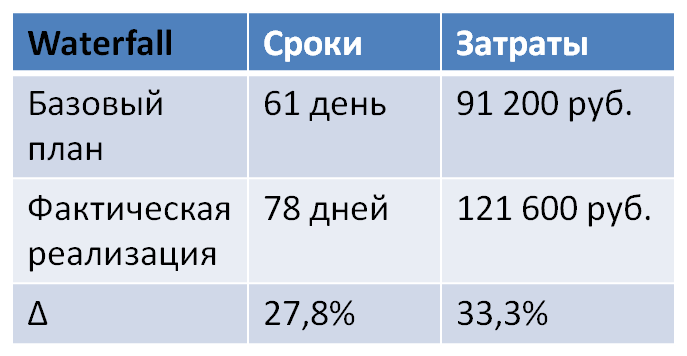 Waterfall Сроки Затраты
Базовый 61 день 91 200 руб.
план
Фактическая 78 дней 121 600 руб.
реализация
Δ 27,8% 33,3%